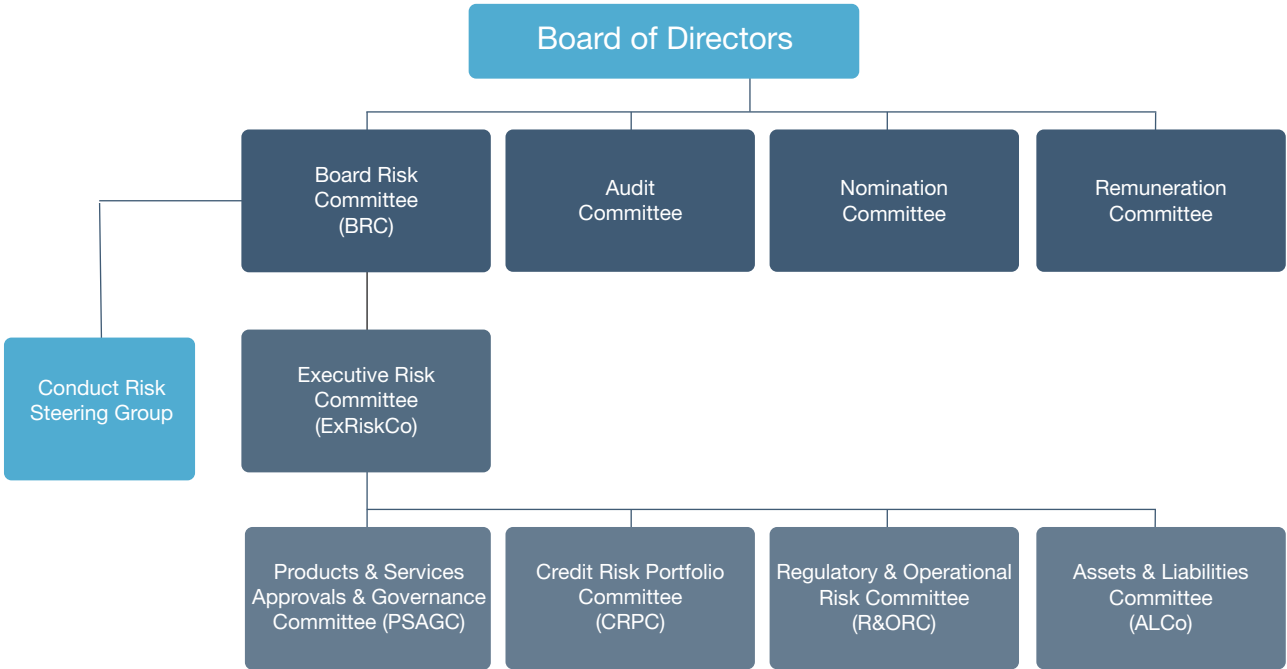 Board of Directors
Board Risk
Committee
(BRC)
Audit
Committee
Nomination
Committee
Remuneration
Committee
Conduct Risk
Steering Group
Executive Risk
Committee
(ExRiskCo)
Products & Services
Approvals & Governance
Committee (PSAGC)
Credit Risk Portfolio
Committee
(CRPC)
Regulatory & Operational
Risk Committee
(R&ORC)
Assets & Liabilities
Committee
(ALCo)